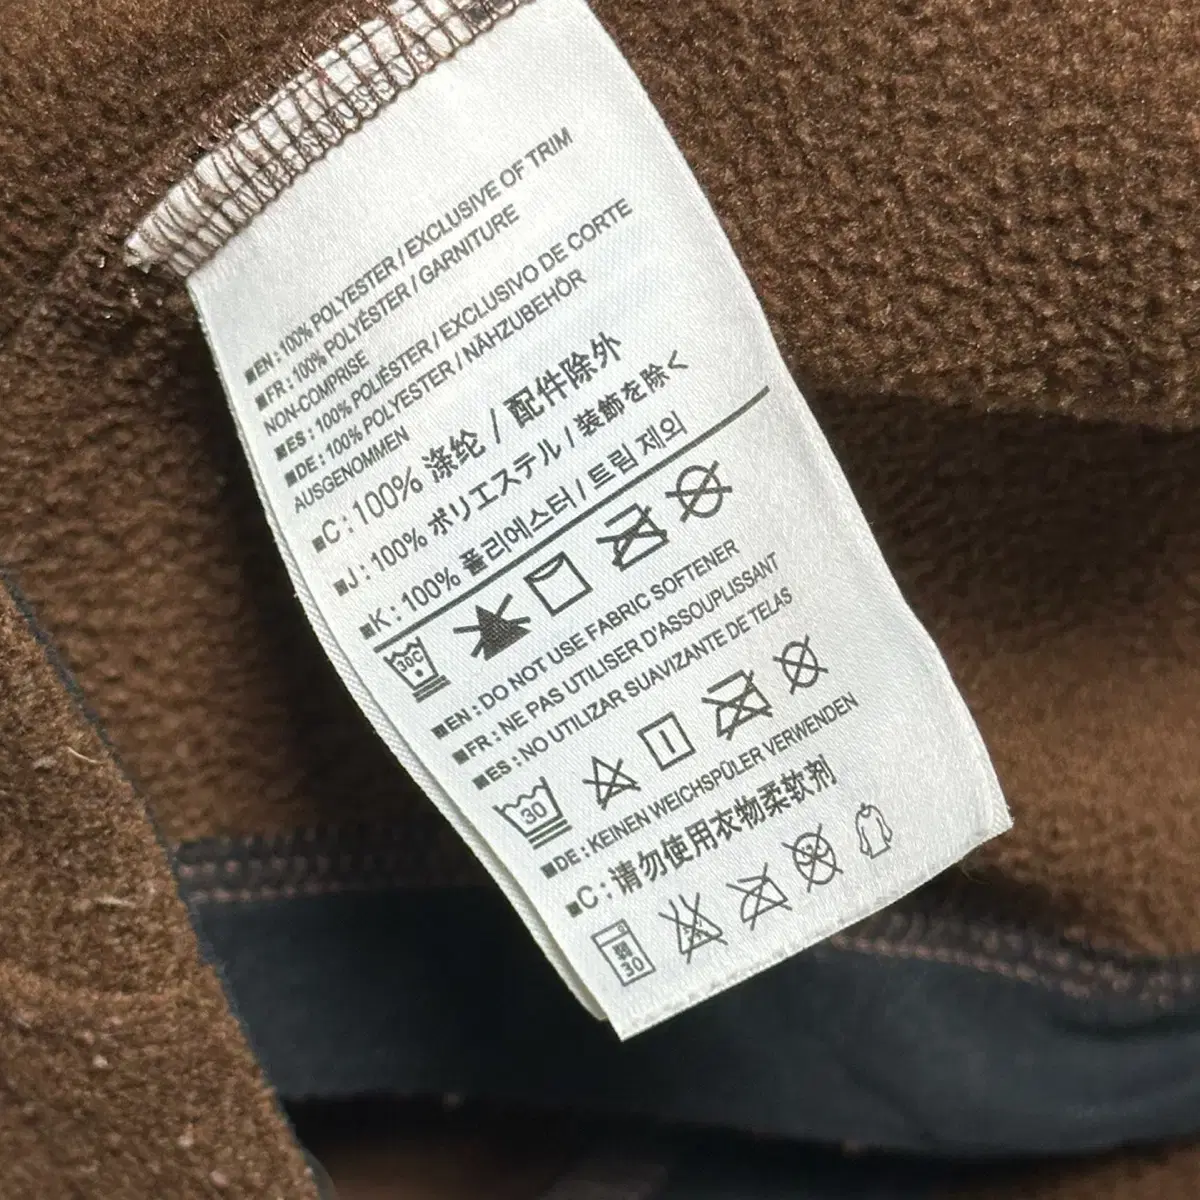 ■EN : 100% POLYESTER / EXCLUSIVE OF TRIM
■FR : 100% POLYÉSTER / GARNITURE
NON-COMPRISE
■ES : 100% POLIÉSTER / EXCLUSIVO DE CORTE
■DE : 100% POLYESTER / NÄHZUBEHÖR
AUSGENOMMEN
■C : 100% 涤纶 / 配件除外
■J : 100% ポリエステル / 装飾を除く
■K : 100% 폴리에스터 / 트림 제외
30C
■EN : DO NOT USE FABRIC SOFTENER
■FR : NE PAS UTILISER D'ASSOUPLISSANT
■ES : NO UTILIZAR SUAVIZANTE DE TELAS
30
■DE : KEINEN WEICHSPÜLER VERWENDEN
■C : 请勿使用衣物柔软剂
弱
30